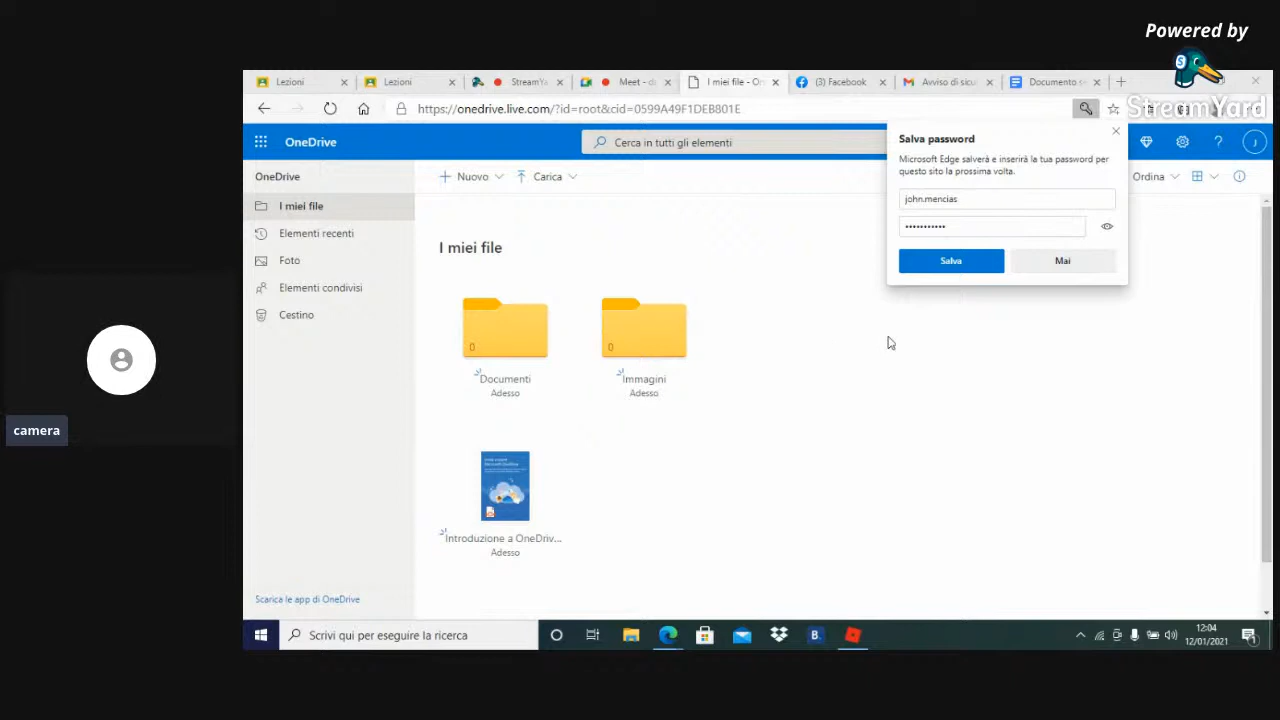 Powered by
StreamYard
Lezioni
Lezioni
StreamYa
Meet - d
I miei file - On
(3) Facebook
Avviso di sicu
Documento s
https://onedrive.live.com/?id=root&cid=0599A49F1DEB801E
OneDrive
Cerca in tutti gli elementi
J
Salva password
Microsoft Edge salverà e inserirà la tua password per
questo sito la prossima volta.
john.mencias
•••••••••••
Salva
Mai
OneDrive
I miei file
Elementi recenti
Foto
Elementi condivisi
Cestino
Scarica le app di OneDrive
Nuovo
Carica
Ordina
I miei file
0
Documenti
Adesso
0
Immagini
Adesso
Introduzione a OneDriv...
Adesso
camera
Scrivi qui per eseguire la ricerca
B.
12:04
12/01/2021
1